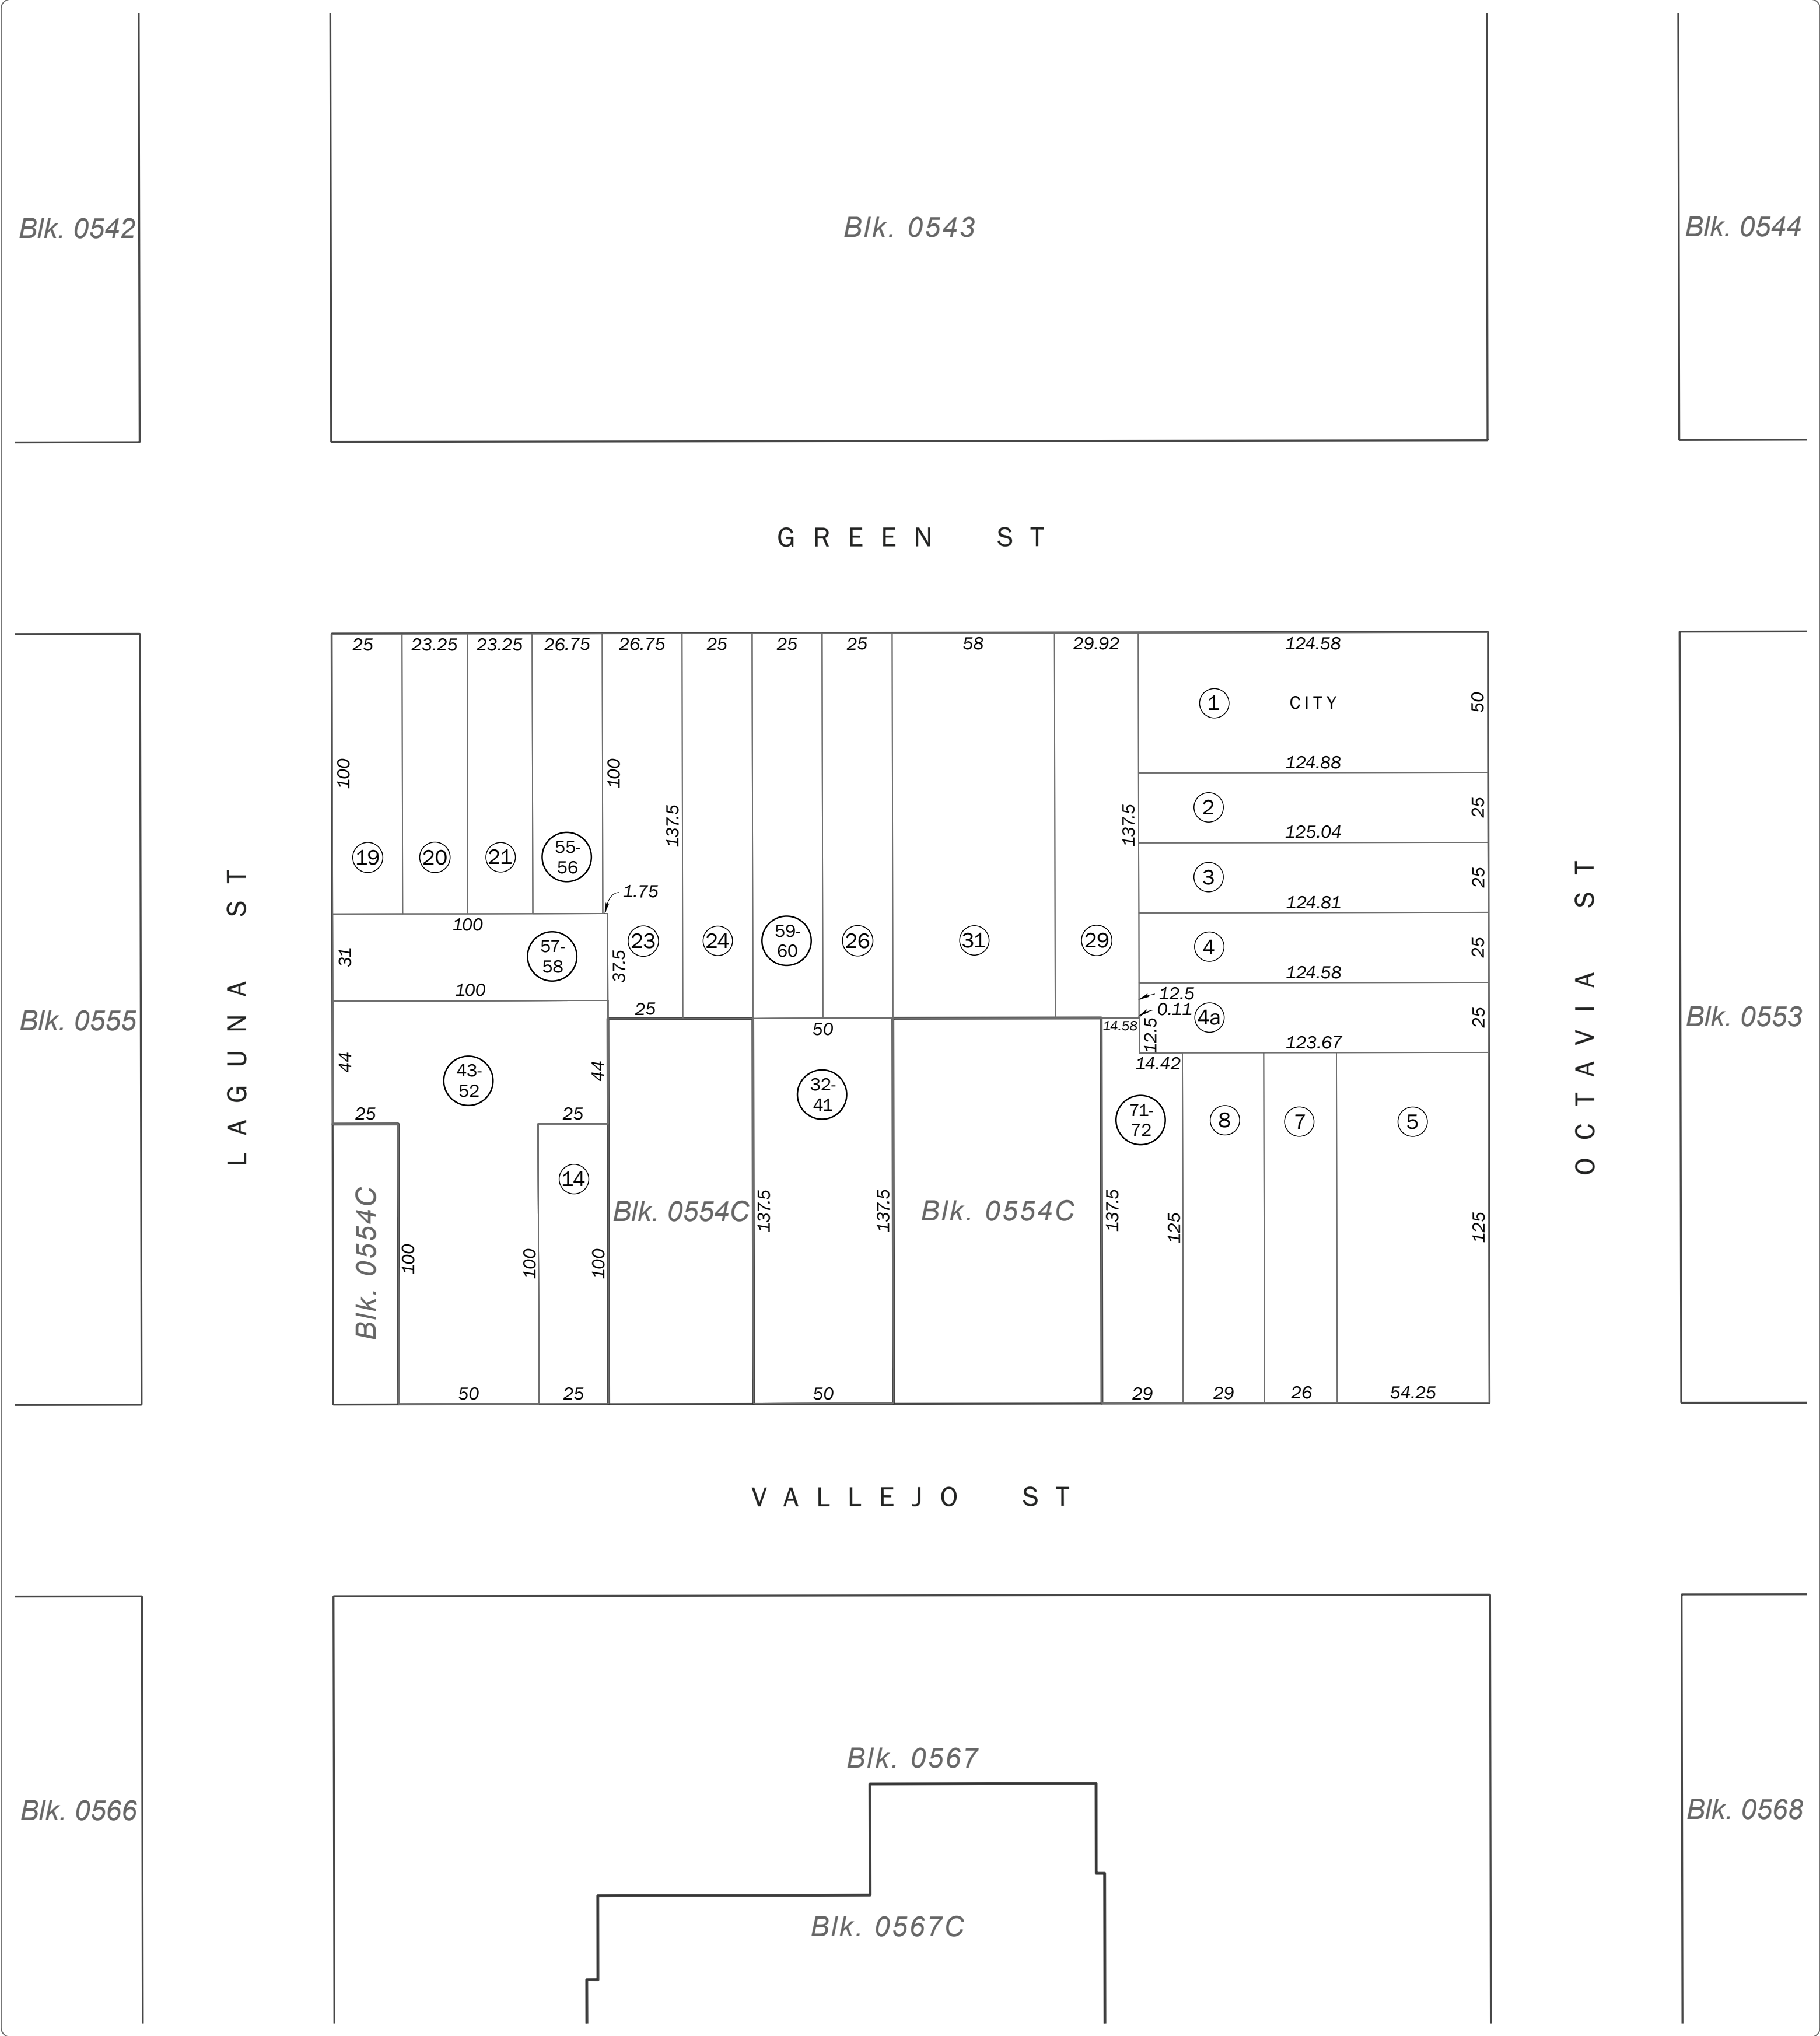 Blk. 0542
Blk. 0543
Blk. 0544
GREEN ST
25 23.25 23.25 26.75 26.75 25 25 25 58 29.92 124.58
1 CITY 50
124.88
100 100 137.5 137.5
2 25
125.04
19 20 21 55-56
3 25
1.75
124.81
100
31 57-58 37.5
23 24 59-60 26 31 29
4 25
124.58
100
12.5
0.11
25
50
14.58
12.5
4a 25
123.67
14.42
LAGUNA ST
OCTAVIA ST
Blk. 0555
Blk. 0553
44 43-52 44
32-41
71-72 8 7 5
25 25
14
Blk. 0554C
Blk. 0554C
Blk. 0554C
100 100 100 137.5 137.5 137.5 125 125
50 25 50 29 29 26 54.25
VALLEJO ST
Blk. 0567
Blk. 0566
Blk. 0568
Blk. 0567C